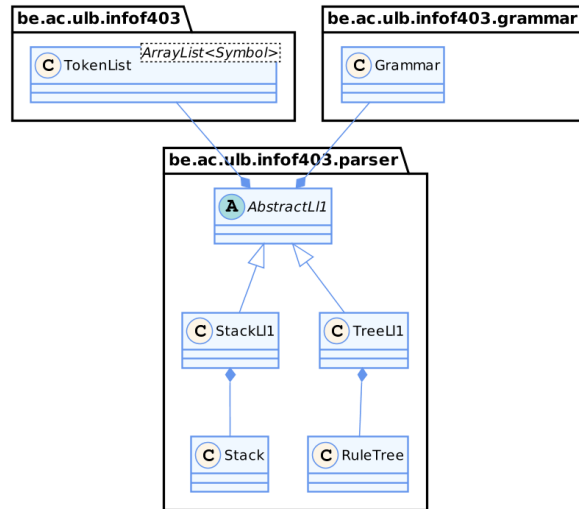 be.ac.ulb.infof403
be.ac.ulb.infof403.grammar
ArrayList<Symbol>
C TokenList
C Grammar
be.ac.ulb.infof403.parser
A AbstractLl1
C StackLl1
C TreeLl1
C Stack
C RuleTree